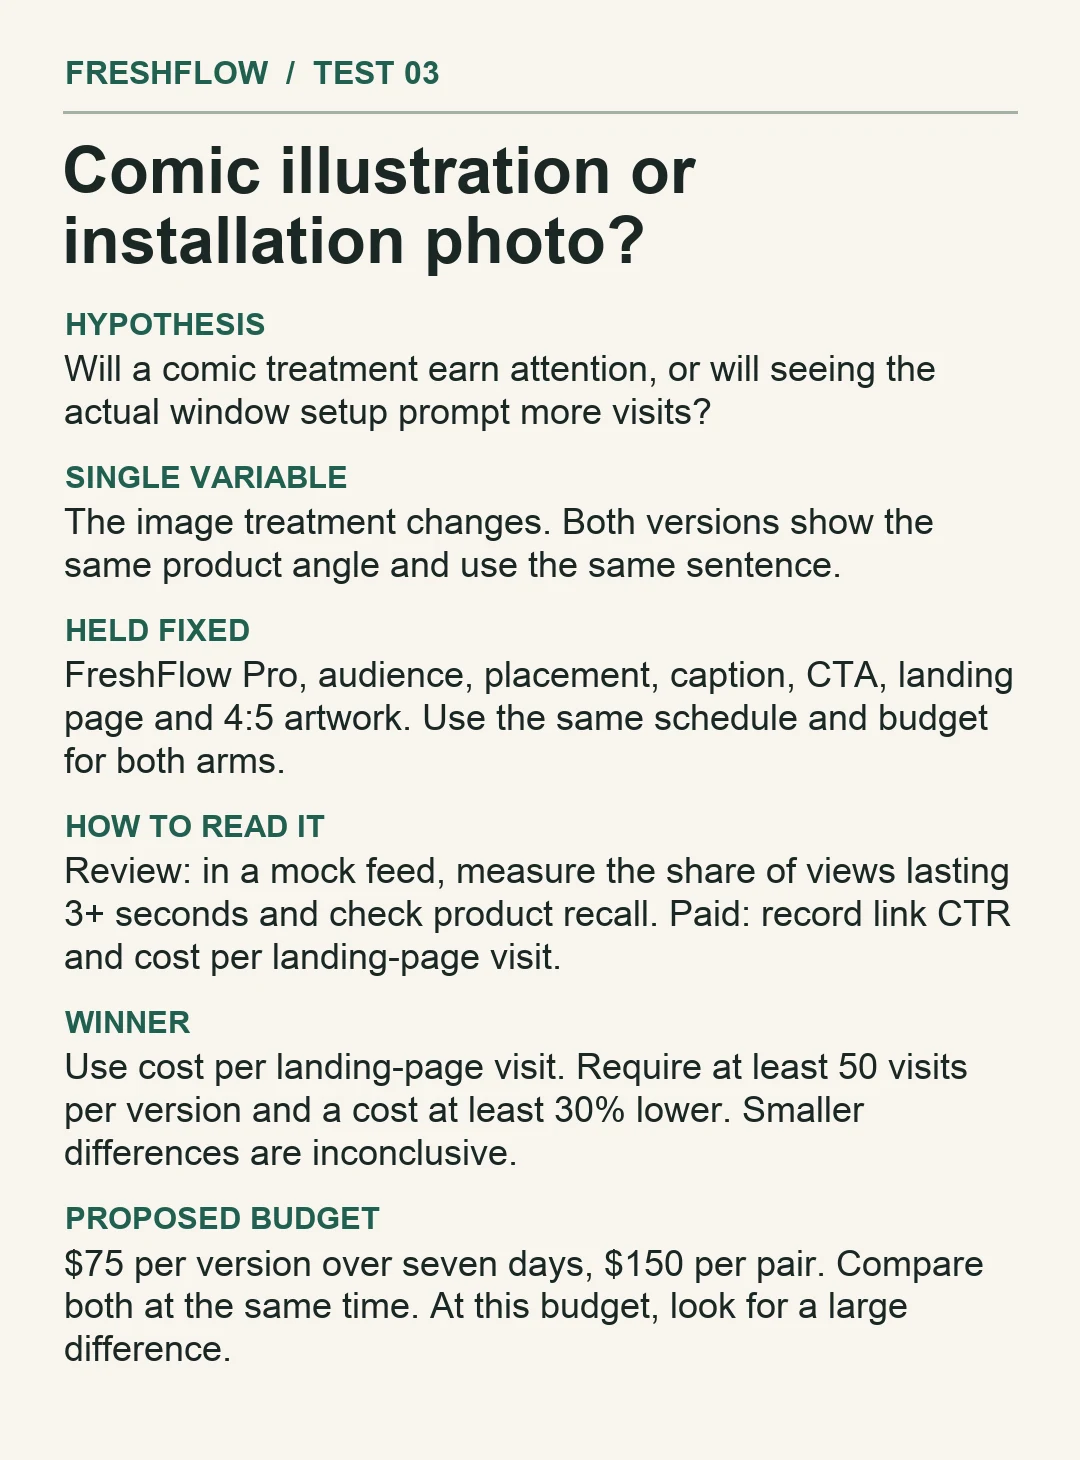 FRESHFLOW / TEST 03
Comic illustration or
installation photo?
HYPOTHESIS
Will a comic treatment earn attention, or will seeing the
actual window setup prompt more visits?
SINGLE VARIABLE
The image treatment changes. Both versions show the
same product angle and use the same sentence.
HELD FIXED
FreshFlow Pro, audience, placement, caption, CTA, landing
page and 4:5 artwork. Use the same schedule and budget
for both arms.
HOW TO READ IT
Review: in a mock feed, measure the share of views lasting
3+ seconds and check product recall. Paid: record link CTR
and cost per landing-page visit.
WINNER
Use cost per landing-page visit. Require at least 50 visits
per version and a cost at least 30% lower. Smaller
differences are inconclusive.
PROPOSED BUDGET
$75 per version over seven days, $150 per pair. Compare
both at the same time. At this budget, look for a large
difference.